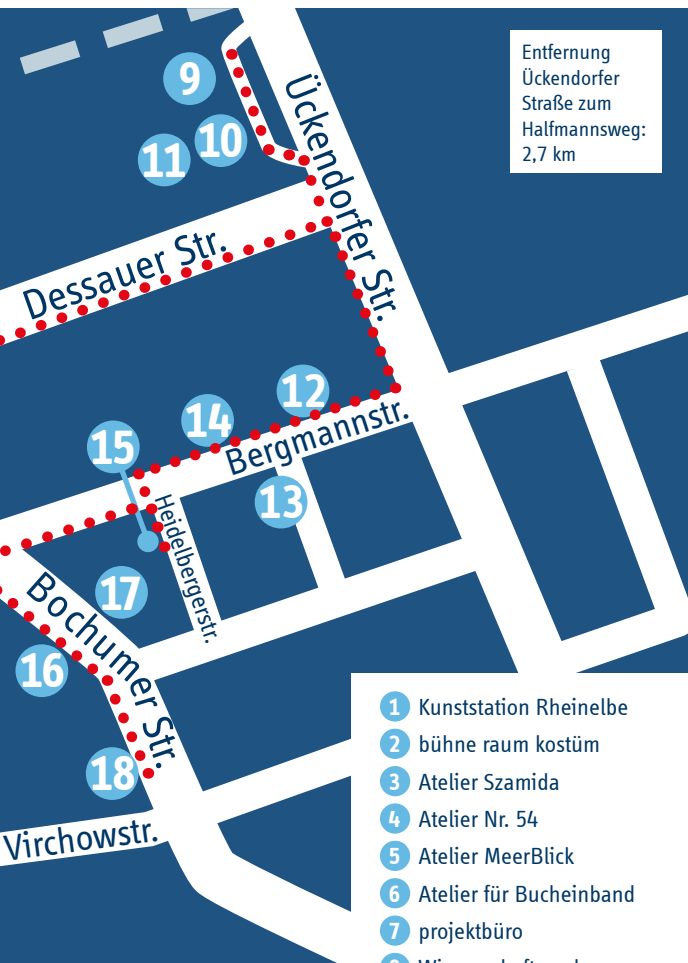 Entfernung
Ückendorfer
Straße zum
Halfmannsweg:
2,7 km
9
10
11
Ückendorfer Str.
Dessauer Str.
12
14
Bergmannstr.
15
13
Heidelbergerstr.
17
Bochumer Str.
16
18
Virchowstr.
1 Kunststation Rheinelbe
2 bühne raum kostüm
3 Atelier Szamida
4 Atelier Nr. 54
5 Atelier MeerBlick
6 Atelier für Bucheinband
7 projektbüro